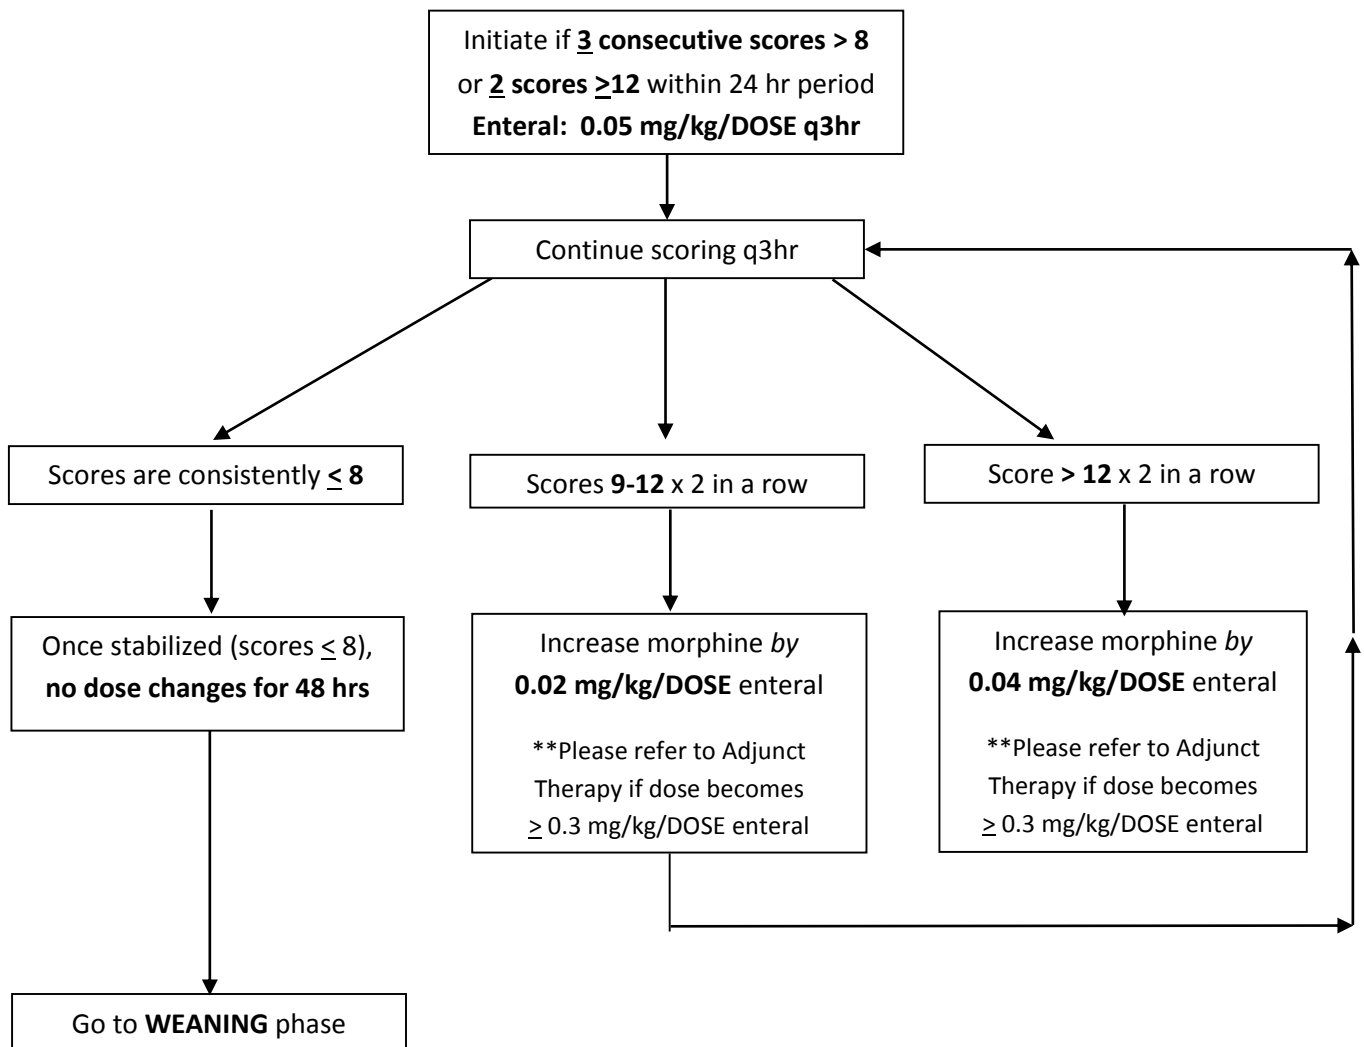 Initiate if 3 consecutive scores > 8
or 2 scores ≥12 within 24 hr period
Enteral: 0.05 mg/kg/DOSE q3hr
Continue scoring q3hr
Scores are consistently ≤ 8
Scores 9-12 x 2 in a row
Score > 12 x 2 in a row
Once stabilized (scores ≤ 8),
no dose changes for 48 hrs
Increase morphine by
0.02 mg/kg/DOSE enteral
**Please refer to Adjunct
Therapy if dose becomes
≥ 0.3 mg/kg/DOSE enteral
Increase morphine by
0.04 mg/kg/DOSE enteral
**Please refer to Adjunct
Therapy if dose becomes
≥ 0.3 mg/kg/DOSE enteral
Go to WEANING phase